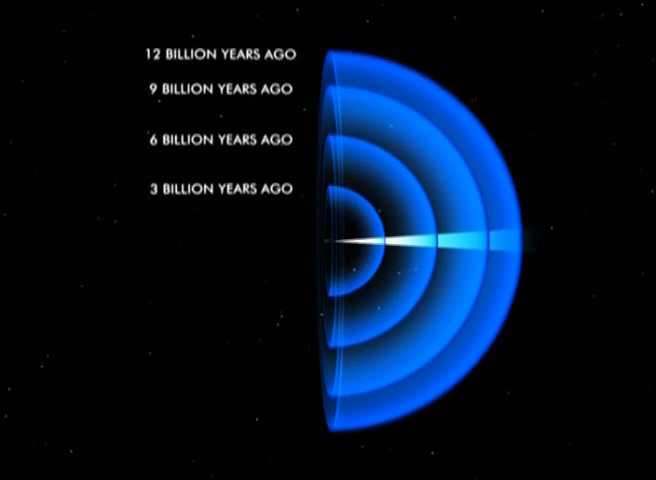 12 BILLION YEARS AGO
9 BILLION YEARS AGO
6 BILLION YEARS AGO
3 BILLION YEARS AGO